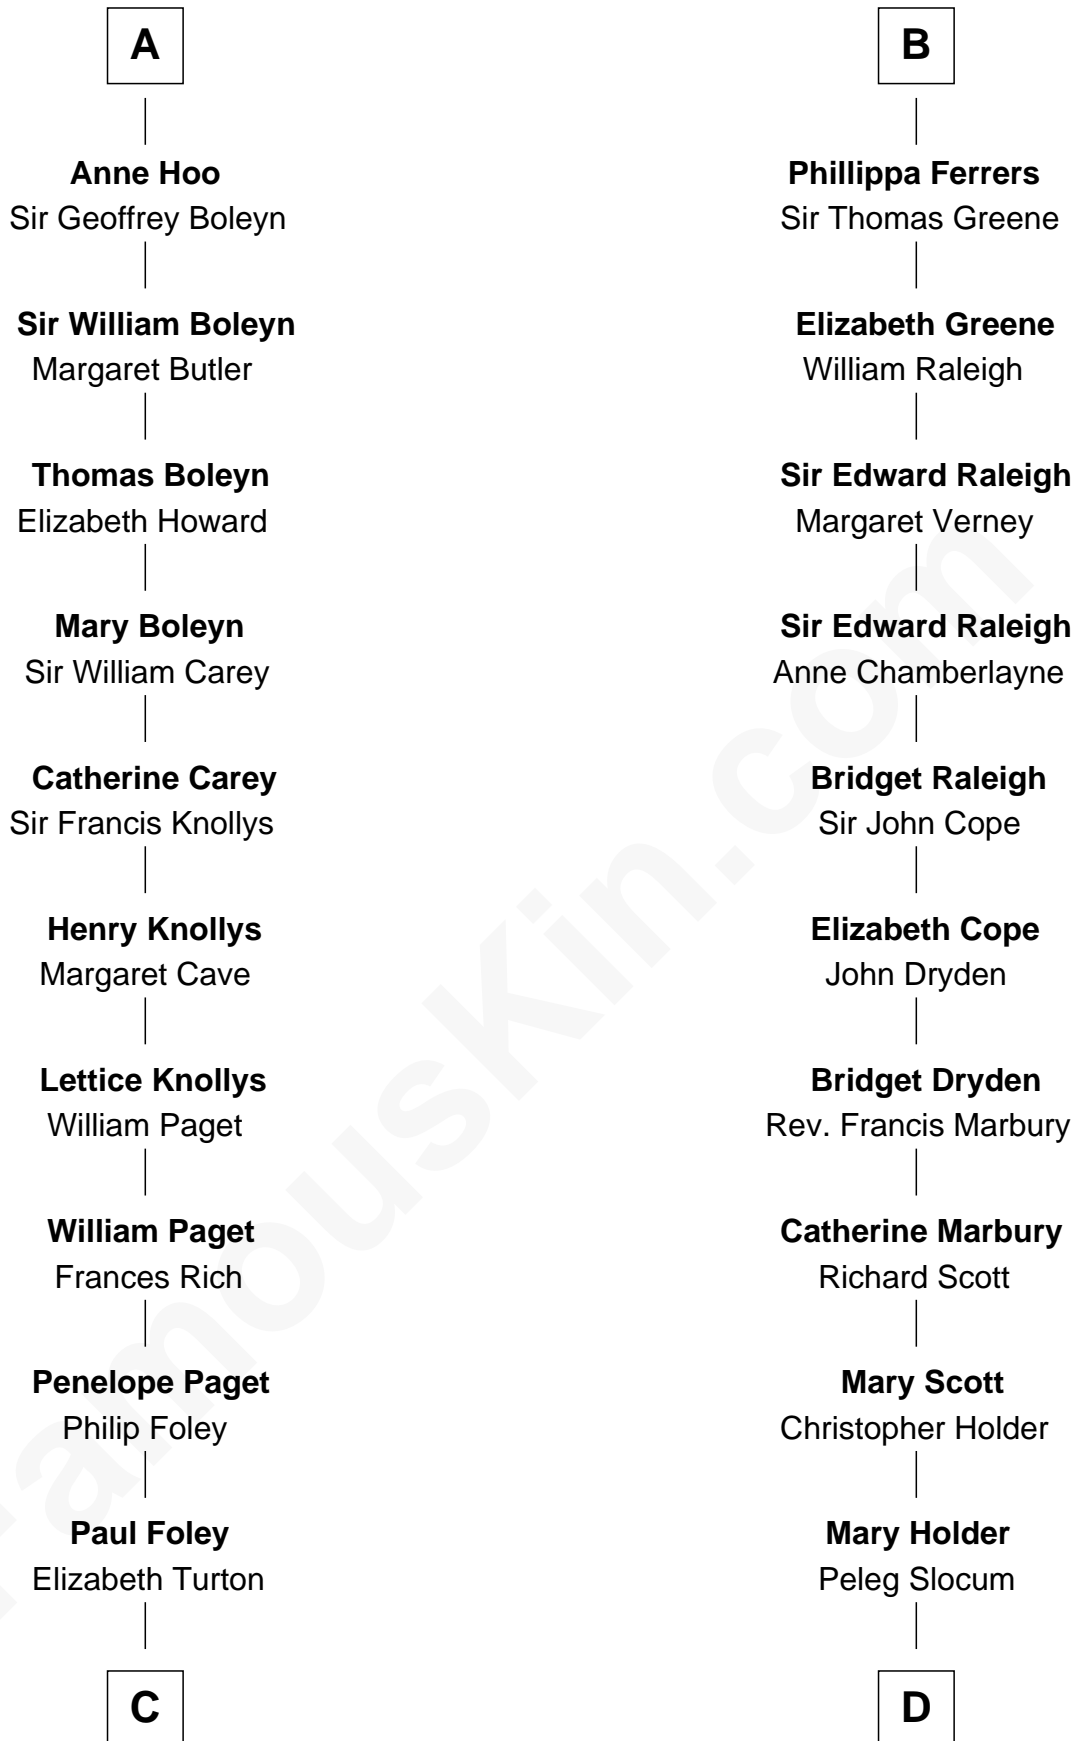 A
Anne Hoo
Sir Geoffrey Boleyn
Sir William Boleyn
Margaret Butler
Thomas Boleyn
Elizabeth Howard
Mary Boleyn
Sir William Carey
Catherine Carey
Sir Francis Knollys
Henry Knollys
Margaret Cave
Lettice Knollys
William Paget
William Paget
Frances Rich
Penelope Paget
Philip Foley
Paul Foley
Elizabeth Turton
C
B
Phillippa Ferrers
Sir Thomas Greene
Elizabeth Greene
William Raleigh
Sir Edward Raleigh
Margaret Verney
Sir Edward Raleigh
Anne Chamberlayne
Bridget Raleigh
Sir John Cope
Elizabeth Cope
John Dryden
Bridget Dryden
Rev. Francis Marbury
Catherine Marbury
Richard Scott
Mary Scott
Christopher Holder
Mary Holder
Peleg Slocum
D
FamousKin.com